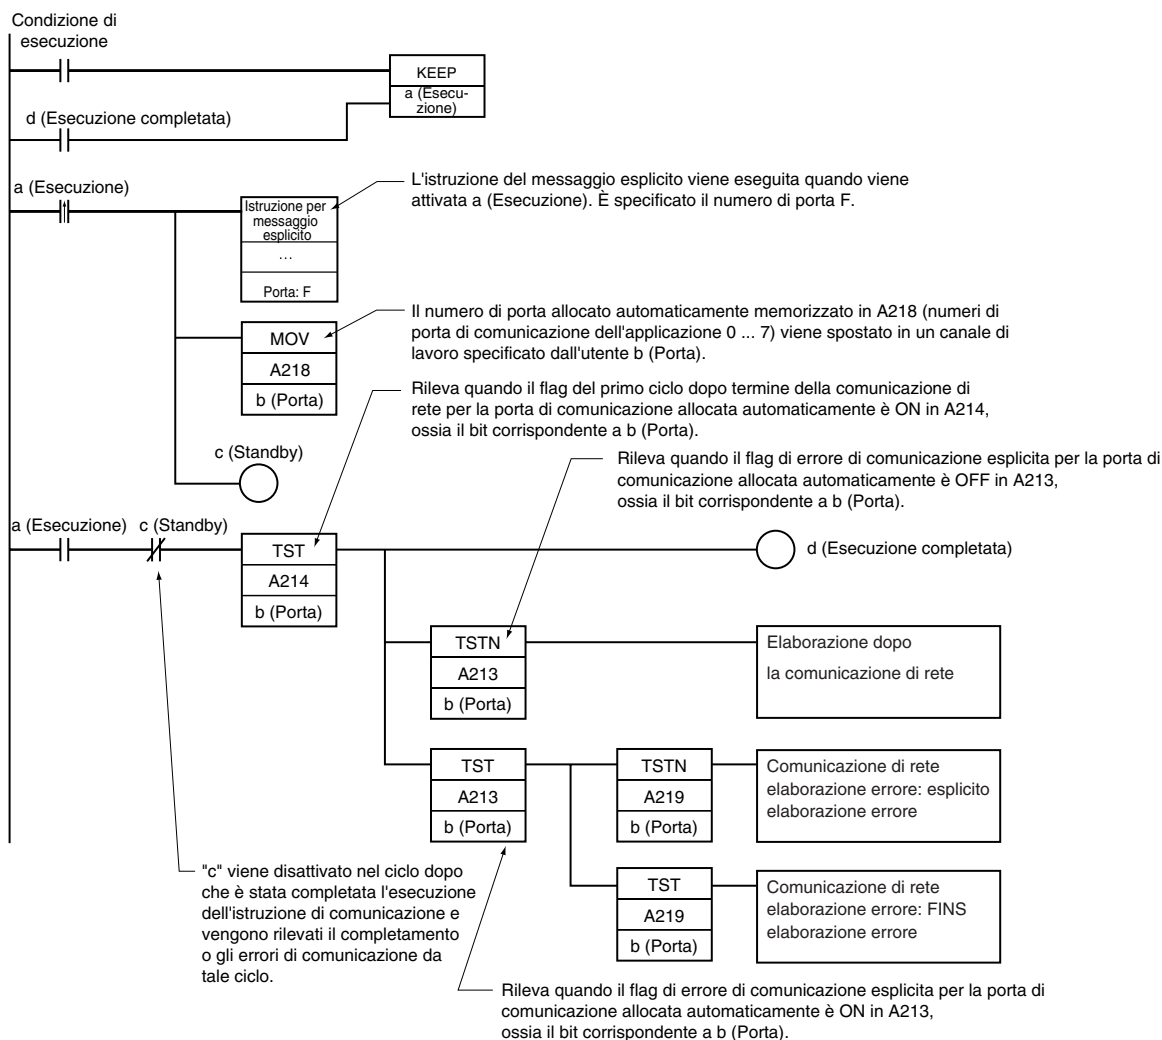 Condizione di
esecuzione
KEEP
a (Esecu-
zione)
d (Esecuzione completata)
a (Esecuzione)
Istruzione per
messaggio
esplicito
...
Porta: F
L'istruzione del messaggio esplicito viene eseguita quando viene
attivata a (Esecuzione). È specificato il numero di porta F.
MOV
A218
b (Porta)
Il numero di porta allocato automaticamente memorizzato in A218 (numeri di
porta di comunicazione dell'applicazione 0 ... 7) viene spostato in un canale di
lavoro specificato dall'utente b (Porta).
Rileva quando il flag del primo ciclo dopo termine della comunicazione di
rete per la porta di comunicazione allocata automaticamente è ON in A214,
ossia il bit corrispondente a b (Porta).
c (Standby)
Rileva quando il flag di errore di comunicazione esplicita per la porta di
comunicazione allocata automaticamente è OFF in A213,
ossia il bit corrispondente a b (Porta).
a (Esecuzione)
c (Standby)
TST
A214
b (Porta)
d (Esecuzione completata)
TSTN
A213
b (Porta)
Elaborazione dopo
la comunicazione di rete
TST
A213
b (Porta)
TSTN
A219
b (Porta)
Comunicazione di rete
elaborazione errore: esplicito
elaborazione errore
TST
A219
b (Porta)
Comunicazione di rete
elaborazione errore: FINS
elaborazione errore
"c" viene disattivato nel ciclo dopo
che è stata completata l'esecuzione
dell'istruzione di comunicazione e
vengono rilevati il completamento
o gli errori di comunicazione da
tale ciclo.
Rileva quando il flag di errore di comunicazione esplicita per la porta di
comunicazione allocata automaticamente è ON in A213,
ossia il bit corrispondente a b (Porta).